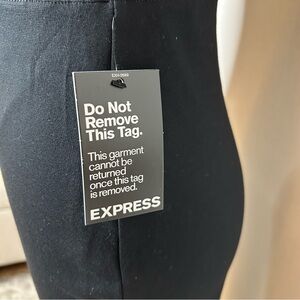 Do Not
Remove
This Tag.
This garment
cannot be
returned
once this tag
is removed.
EXPRESS